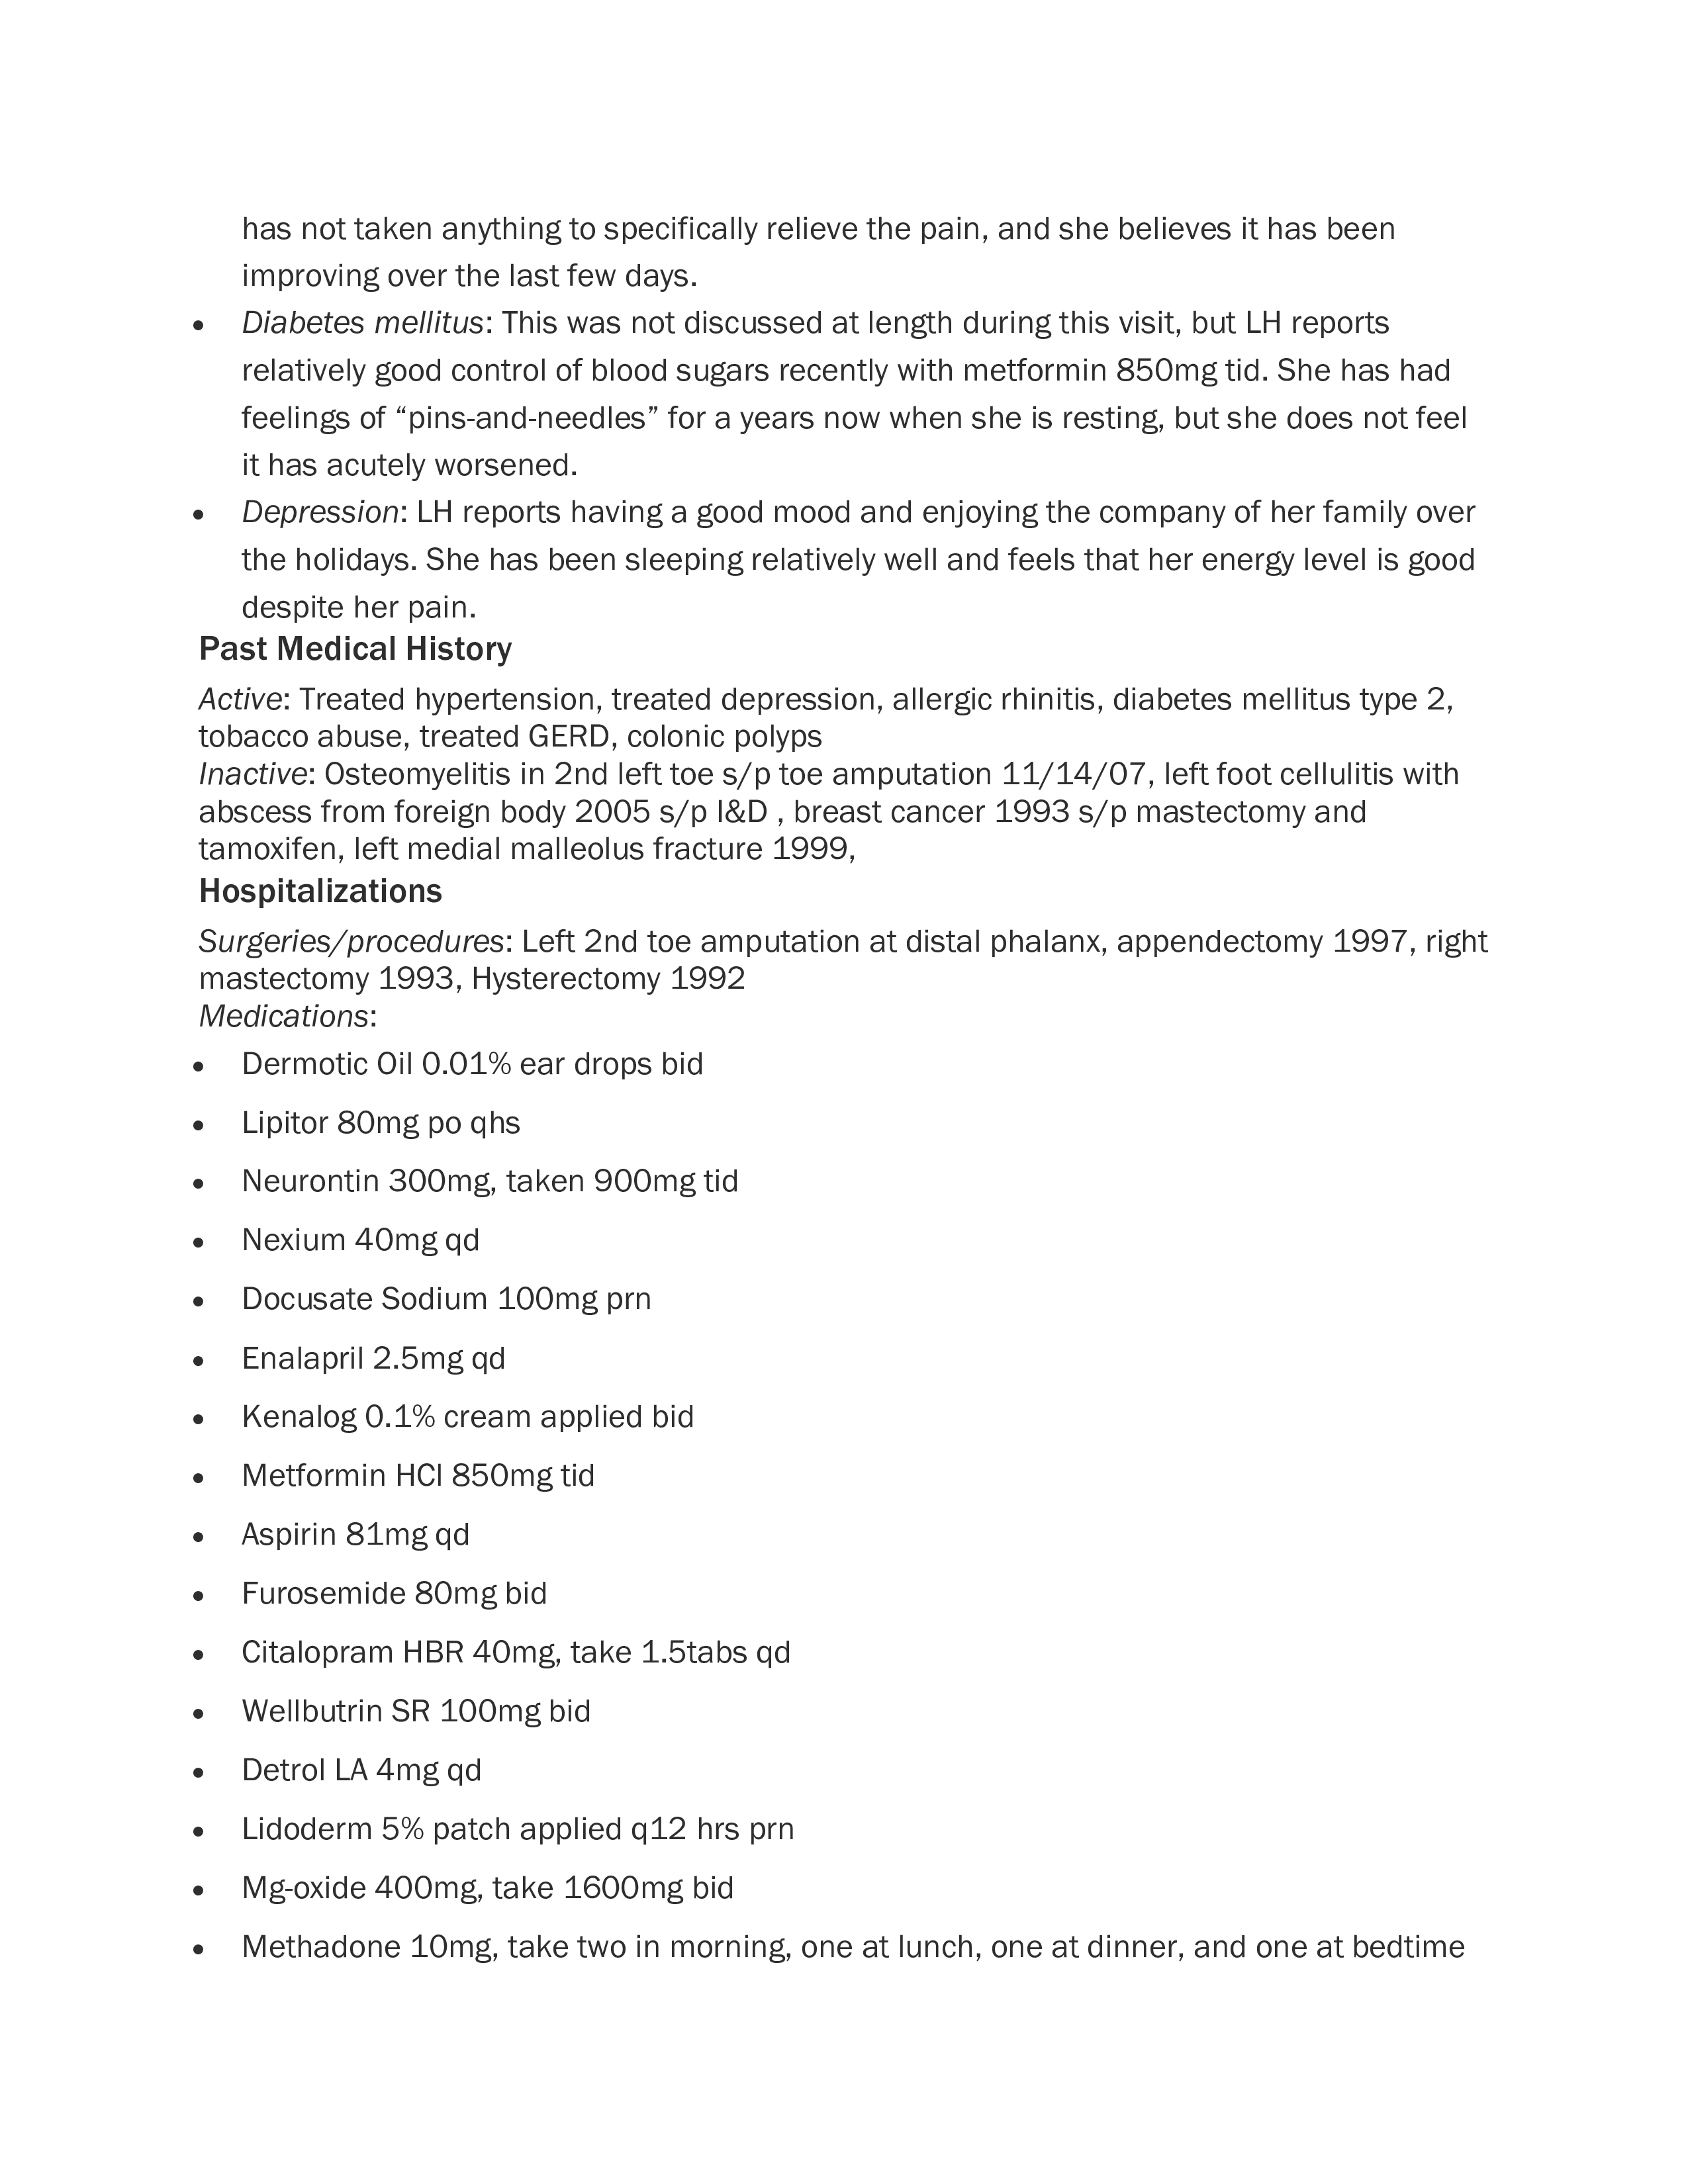 has not taken anything to specifically relieve the pain, and she believes it has been
improving over the last few days.
• Diabetes mellitus: This was not discussed at length during this visit, but LH reports
relatively good control of blood sugars recently with metformin 850mg tid. She has had
feelings of “pins-and-needles” for a years now when she is resting, but she does not feel
it has acutely worsened.
• Depression: LH reports having a good mood and enjoying the company of her family over
the holidays. She has been sleeping relatively well and feels that her energy level is good
despite her pain.
Past Medical History
Active: Treated hypertension, treated depression, allergic rhinitis, diabetes mellitus type 2,
tobacco abuse, treated GERD, colonic polyps
Inactive: Osteomyelitis in 2nd left toe s/p toe amputation 11/14/07, left foot cellulitis with
abscess from foreign body 2005 s/p I&D , breast cancer 1993 s/p mastectomy and
tamoxifen, left medial malleolus fracture 1999,
Hospitalizations
Surgeries/procedures: Left 2nd toe amputation at distal phalanx, appendectomy 1997, right
mastectomy 1993, Hysterectomy 1992
Medications:
• Dermotic Oil 0.01% ear drops bid
• Lipitor 80mg po qhs
• Neurontin 300mg, taken 900mg tid
• Nexium 40mg qd
• Docusate Sodium 100mg prn
• Enalapril 2.5mg qd
• Kenalog 0.1% cream applied bid
• Metformin HCl 850mg tid
• Aspirin 81mg qd
• Furosemide 80mg bid
• Citalopram HBR 40mg, take 1.5tabs qd
• Wellbutrin SR 100mg bid
• Detrol LA 4mg qd
• Lidoderm 5% patch applied q12 hrs prn
• Mg-oxide 400mg, take 1600mg bid
• Methadone 10mg, take two in morning, one at lunch, one at dinner, and one at bedtime